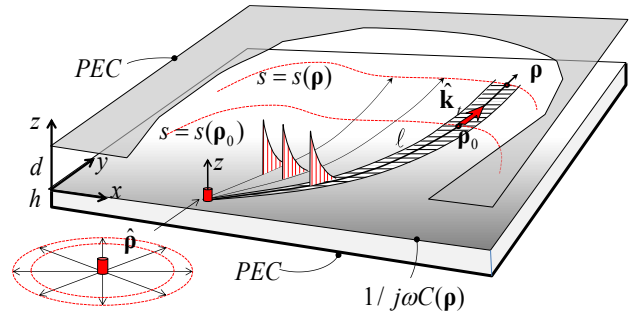 PEC
s = s(ρ)
s = s(ρ₀)
ρ
k̂ₜ
ρ₀
ℓ
z
d
h
y
x
z
ρ̂
PEC
1/ jωC(ρ)